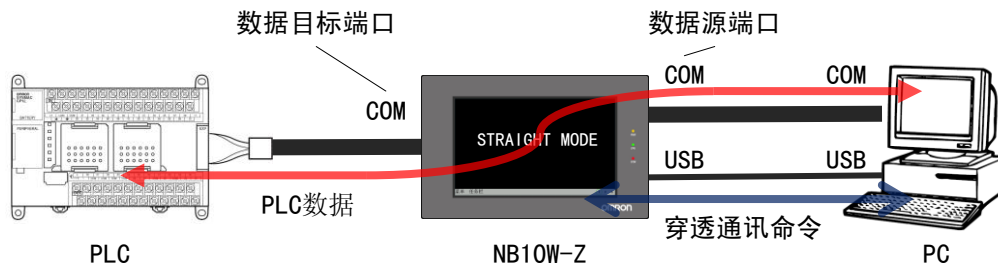 数据目标端口
数据源端口
COM
COM
COM
STRAIGHT MODE
USB
USB
PLC数据
OMRON
穿透通讯命令
PLC
NB10W-Z
PC